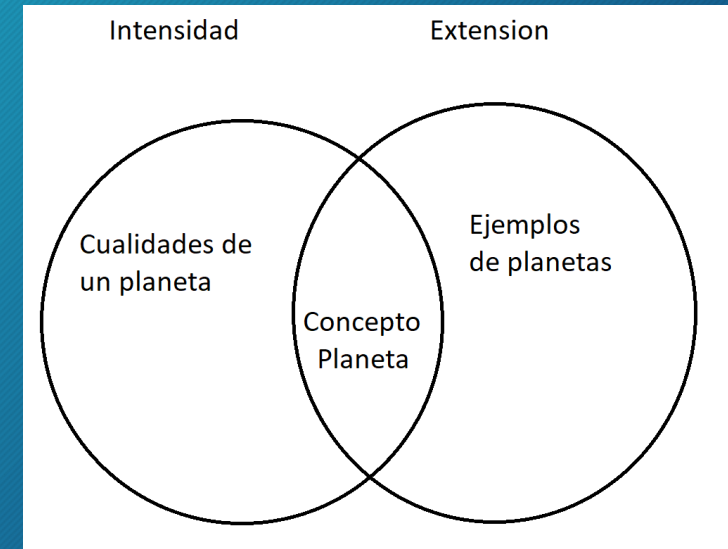 Intensidad
Extension
Cualidades de
un planeta
Ejemplos
de planetas
Concepto
Planeta